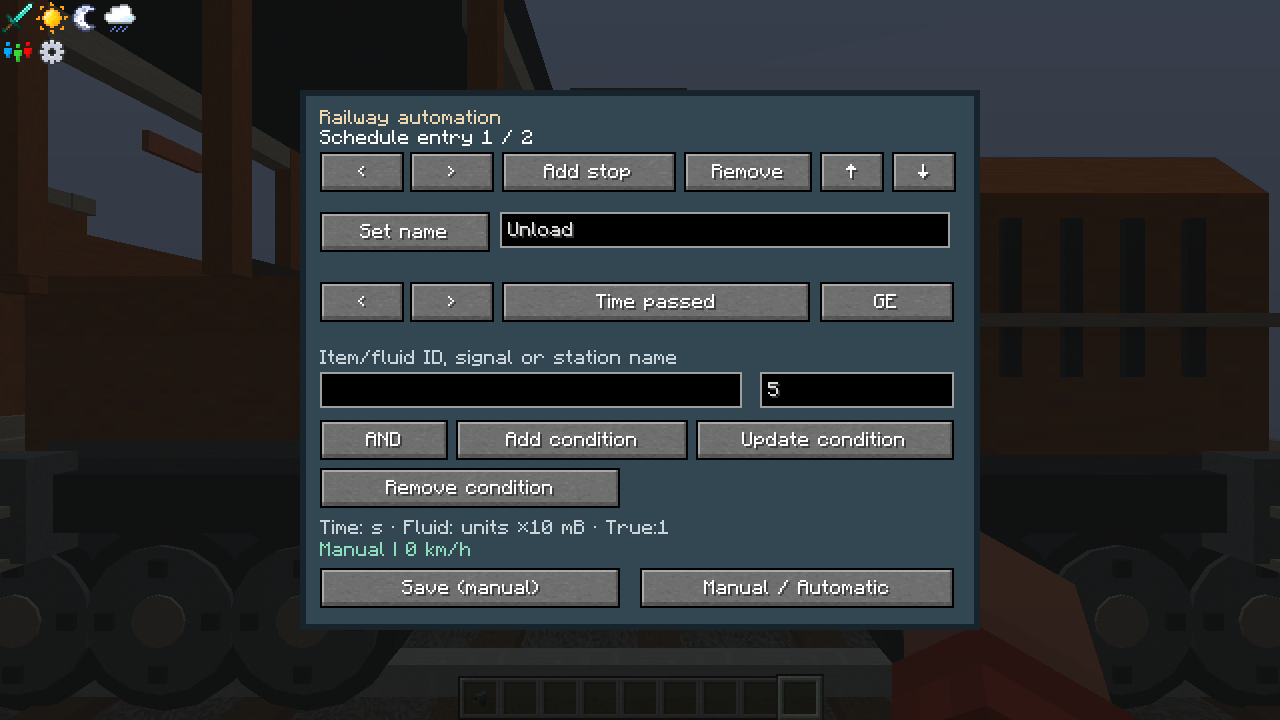 Railway automation
Schedule entry 1 / 2
< > Add stop Remove ↑ ↓
Set name Unload
< > Time passed GE
Item/fluid ID, signal or station name
5
AND Add condition Update condition
Remove condition
Time: s · Fluid: units ×10 mB · True:1
Manual | 0 km/h
Save (manual) Manual / Automatic